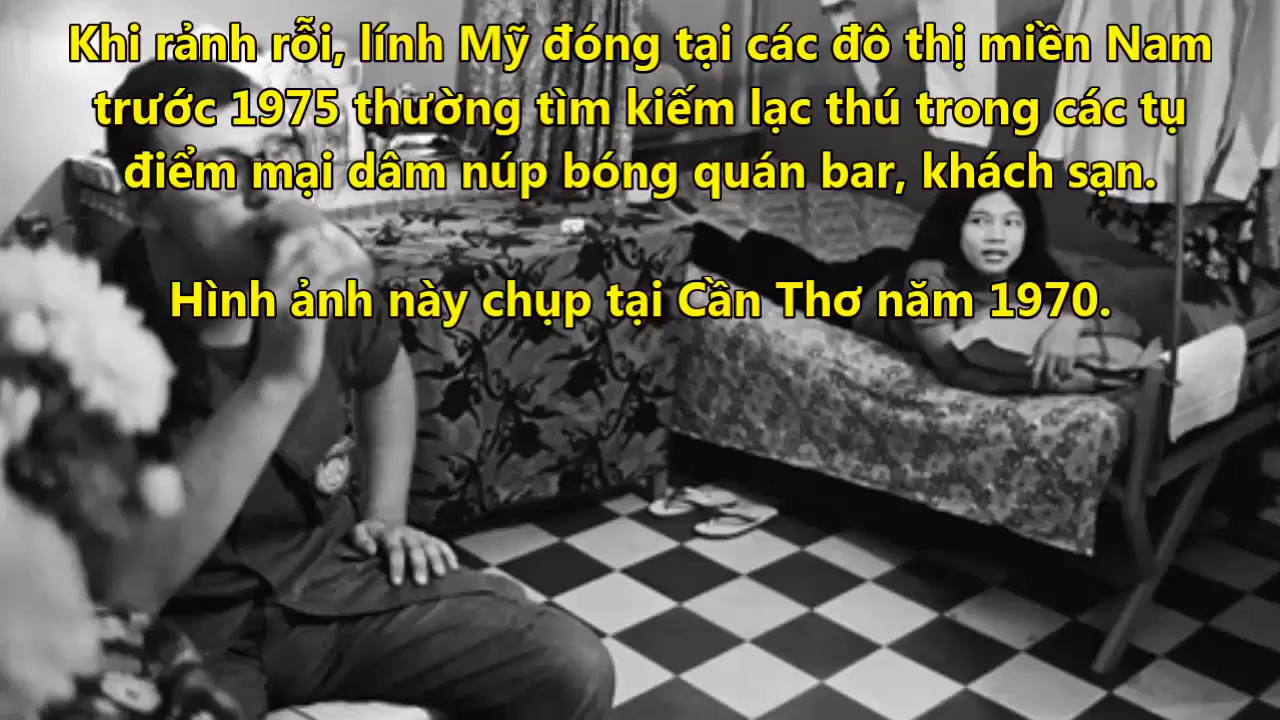 Khi rảnh rỗi, lính Mỹ đóng tại các đô thị miền Nam
trước 1975 thường tìm kiếm lạc thú trong các tụ
điểm mại dâm núp bóng quán bar, khách sạn.
Hình ảnh này chụp tại Cần Thơ năm 1970.